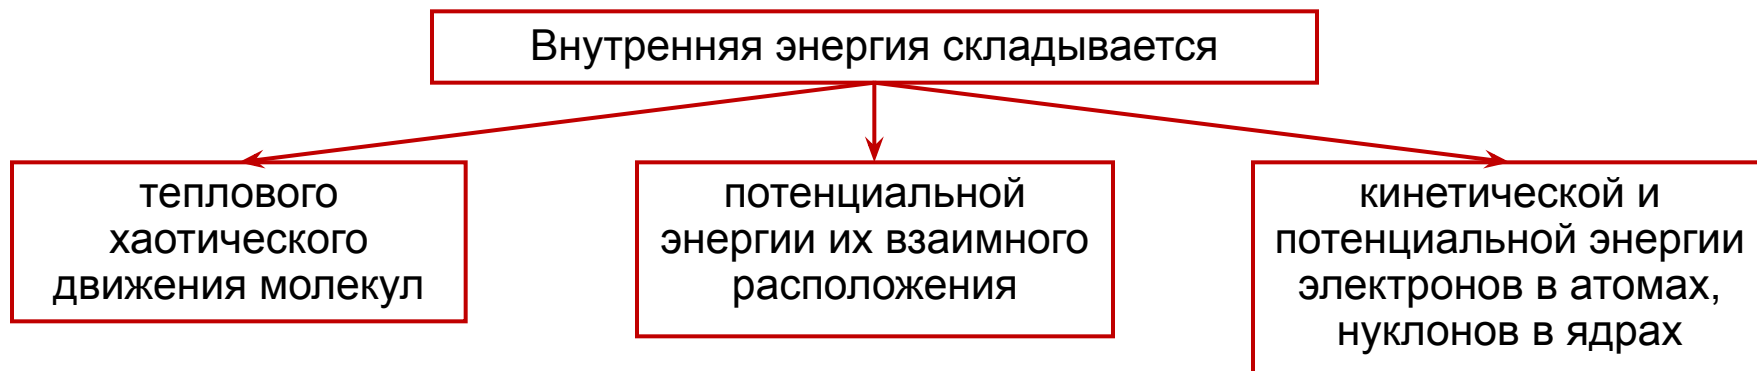 Внутренняя энергия складывается
теплового
хаотического
движения молекул
потенциальной
энергии их взаимного
расположения
кинетической и
потенциальной энергии
электронов в атомах,
нуклонов в ядрах